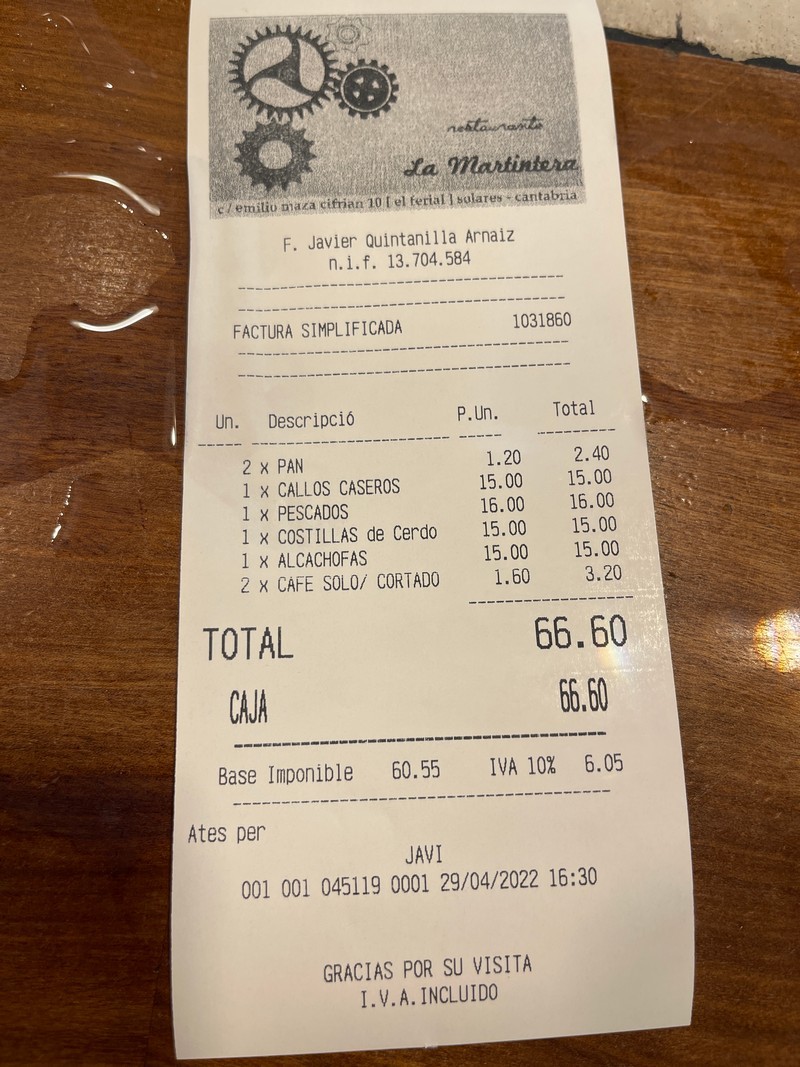 restaurante
La Martintera
c/ emilio maza cifrian 10 [ el ferial ] solares - cantabria
F. Javier Quintanilla Arnaiz
n.i.f. 13.704.584
FACTURA SIMPLIFICADA 1031860
Un. Descripció P.Un. Total
2 x PAN 1.20 2.40
1 x CALLOS CASEROS 15.00 15.00
1 x PESCADOS 16.00 16.00
1 x COSTILLAS de Cerdo 15.00 15.00
1 x ALCACHOFAS 15.00 15.00
2 x CAFE SOLO/ CORTADO 1.60 3.20
TOTAL 66.60
CAJA 66.60
Base Imponible 60.55 IVA 10% 6.05
Ates per
JAVI
001 001 045119 0001 29/04/2022 16:30
GRACIAS POR SU VISITA
I.V.A.INCLUIDO